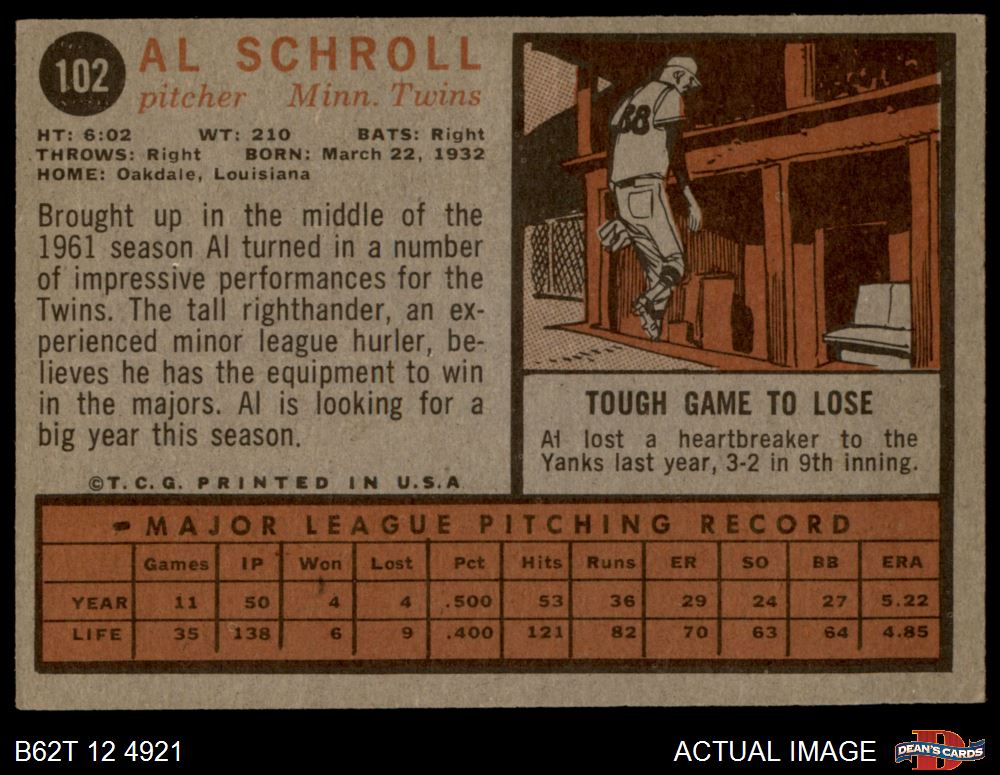 102
AL SCHROLL
pitcher Minn. Twins
HT: 6:02 WT: 210 BATS: Right
THROWS: Right BORN: March 22, 1932
HOME: Oakdale, Louisiana
Brought up in the middle of the
1961 season Al turned in a number
of impressive performances for the
Twins. The tall righthander, an ex-
perienced minor league hurler, be-
lieves he has the equipment to win
in the majors. Al is looking for a
big year this season.
©T.C.G. PRINTED IN U.S.A
88
TOUGH GAME TO LOSE
Al lost a heartbreaker to the
Yanks last year, 3-2 in 9th inning.
MAJOR LEAGUE PITCHING RECORD
Games IP Won Lost Pct Hits Runs ER SO BB ERA
YEAR 11 50 4 4 .500 53 36 29 24 27 5.22
LIFE 35 138 6 9 .400 121 82 70 63 64 4.85
B62T 12 4921
ACTUAL IMAGE
DEAN'S CARDS